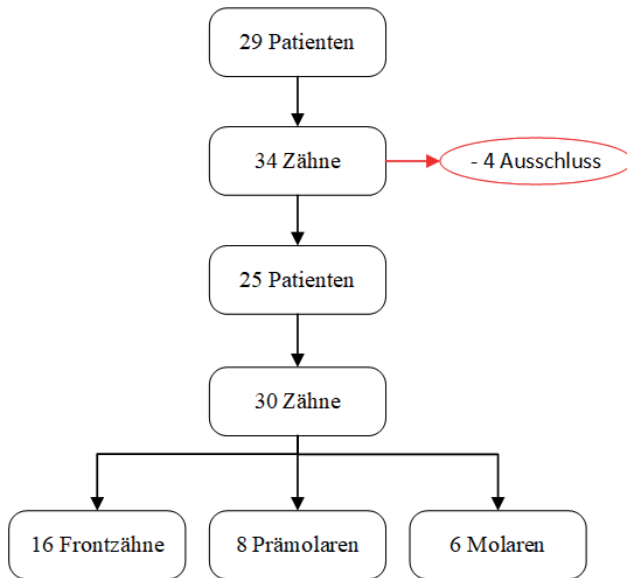 29 Patienten
34 Zähne
- 4 Ausschluss
25 Patienten
30 Zähne
16 Frontzähne
8 Prämolaren
6 Molaren